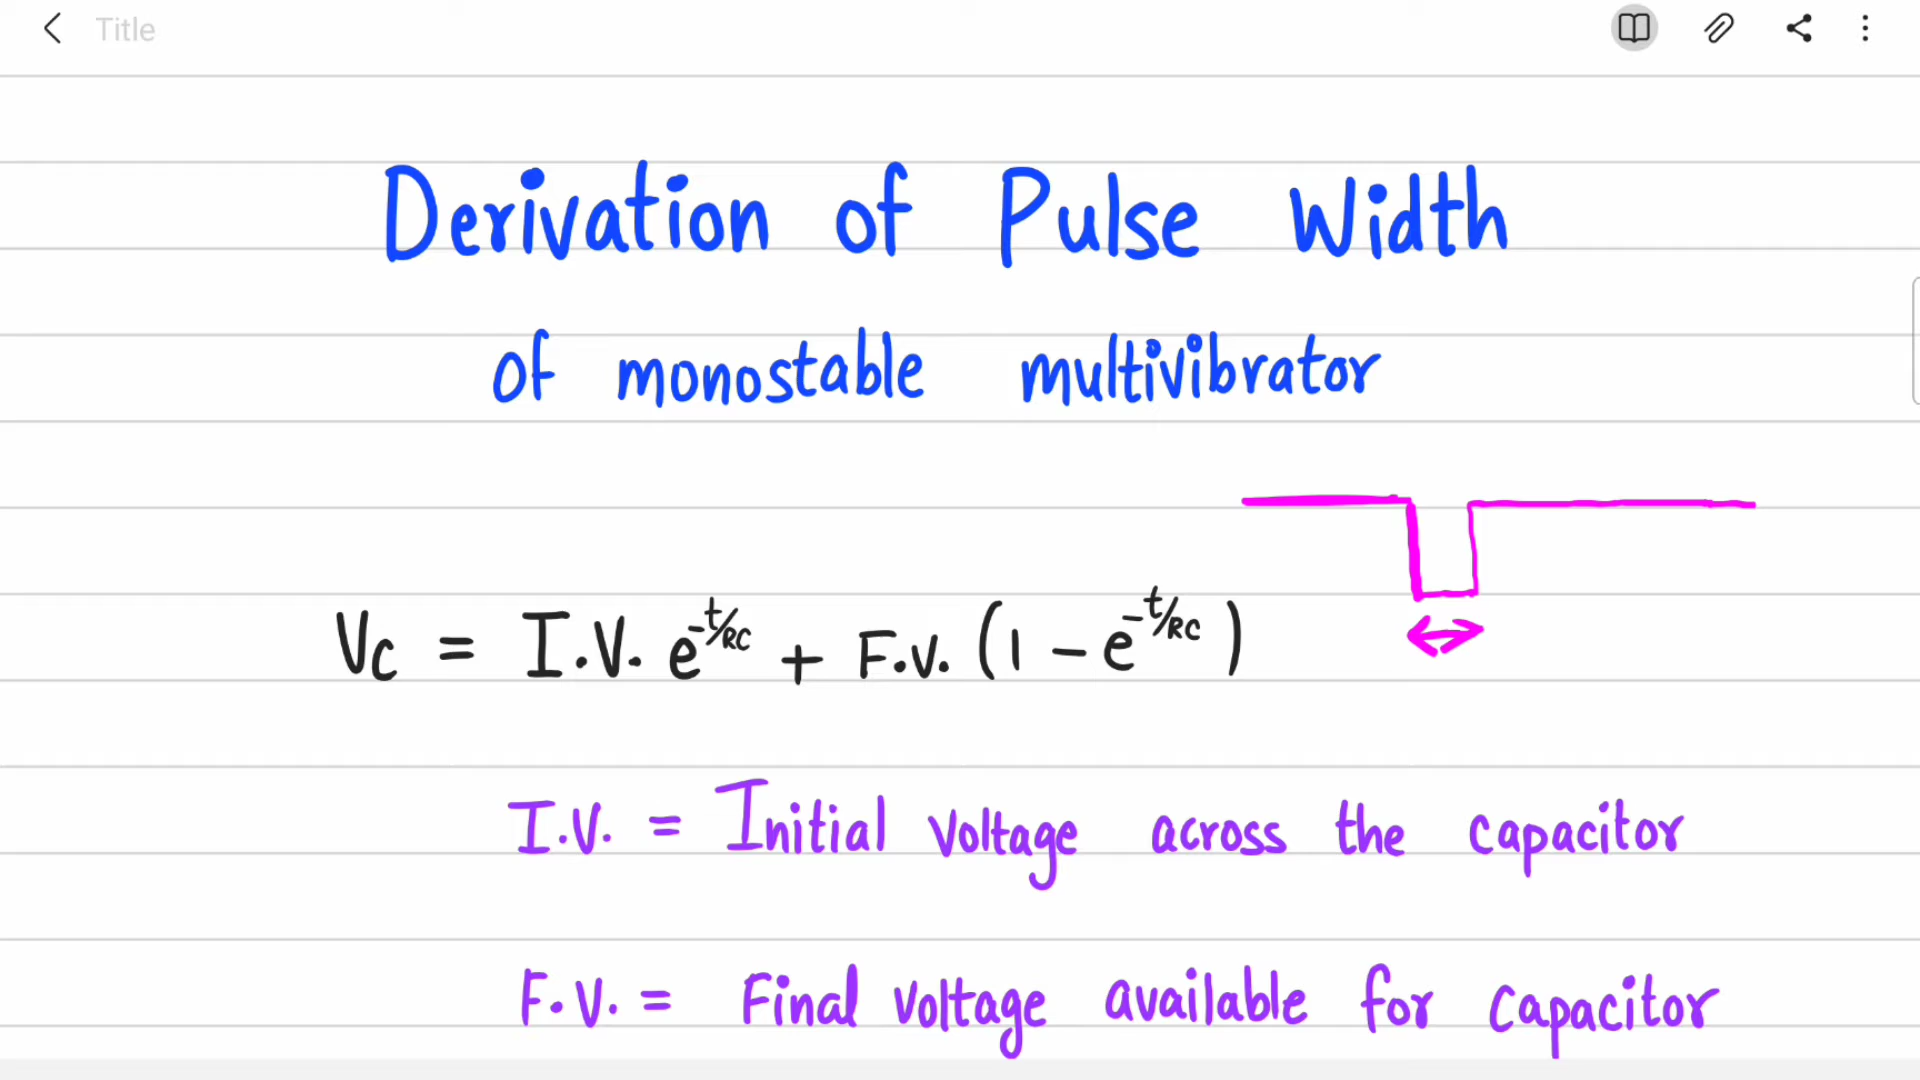 Title
Derivation of Pulse Width
of monostable multivibrator
Vc = I.V. e^-t/RC + F.V. (1 - e^-t/RC)
I.V. = Initial Voltage across the capacitor
F.V. = Final Voltage available for capacitor